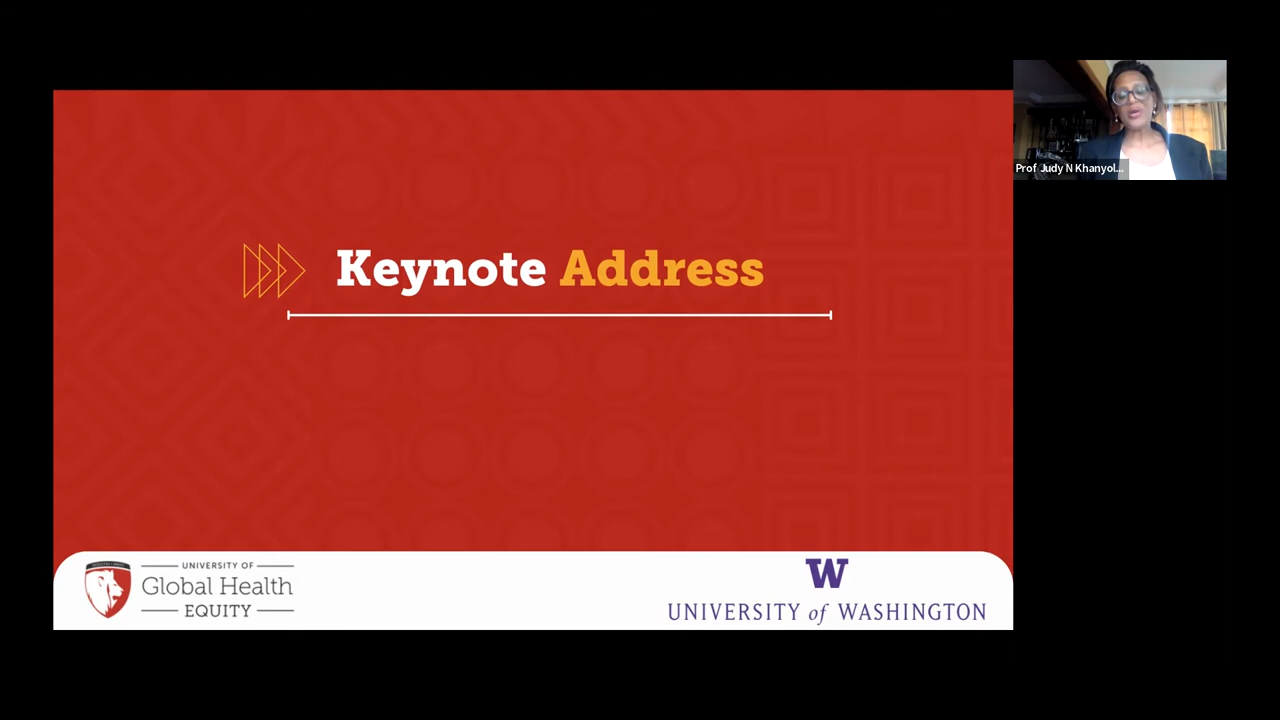 Keynote Address
Prof Judy N Khanyol...
UNIVERSITY OF
Global Health
EQUITY
W
UNIVERSITY of WASHINGTON